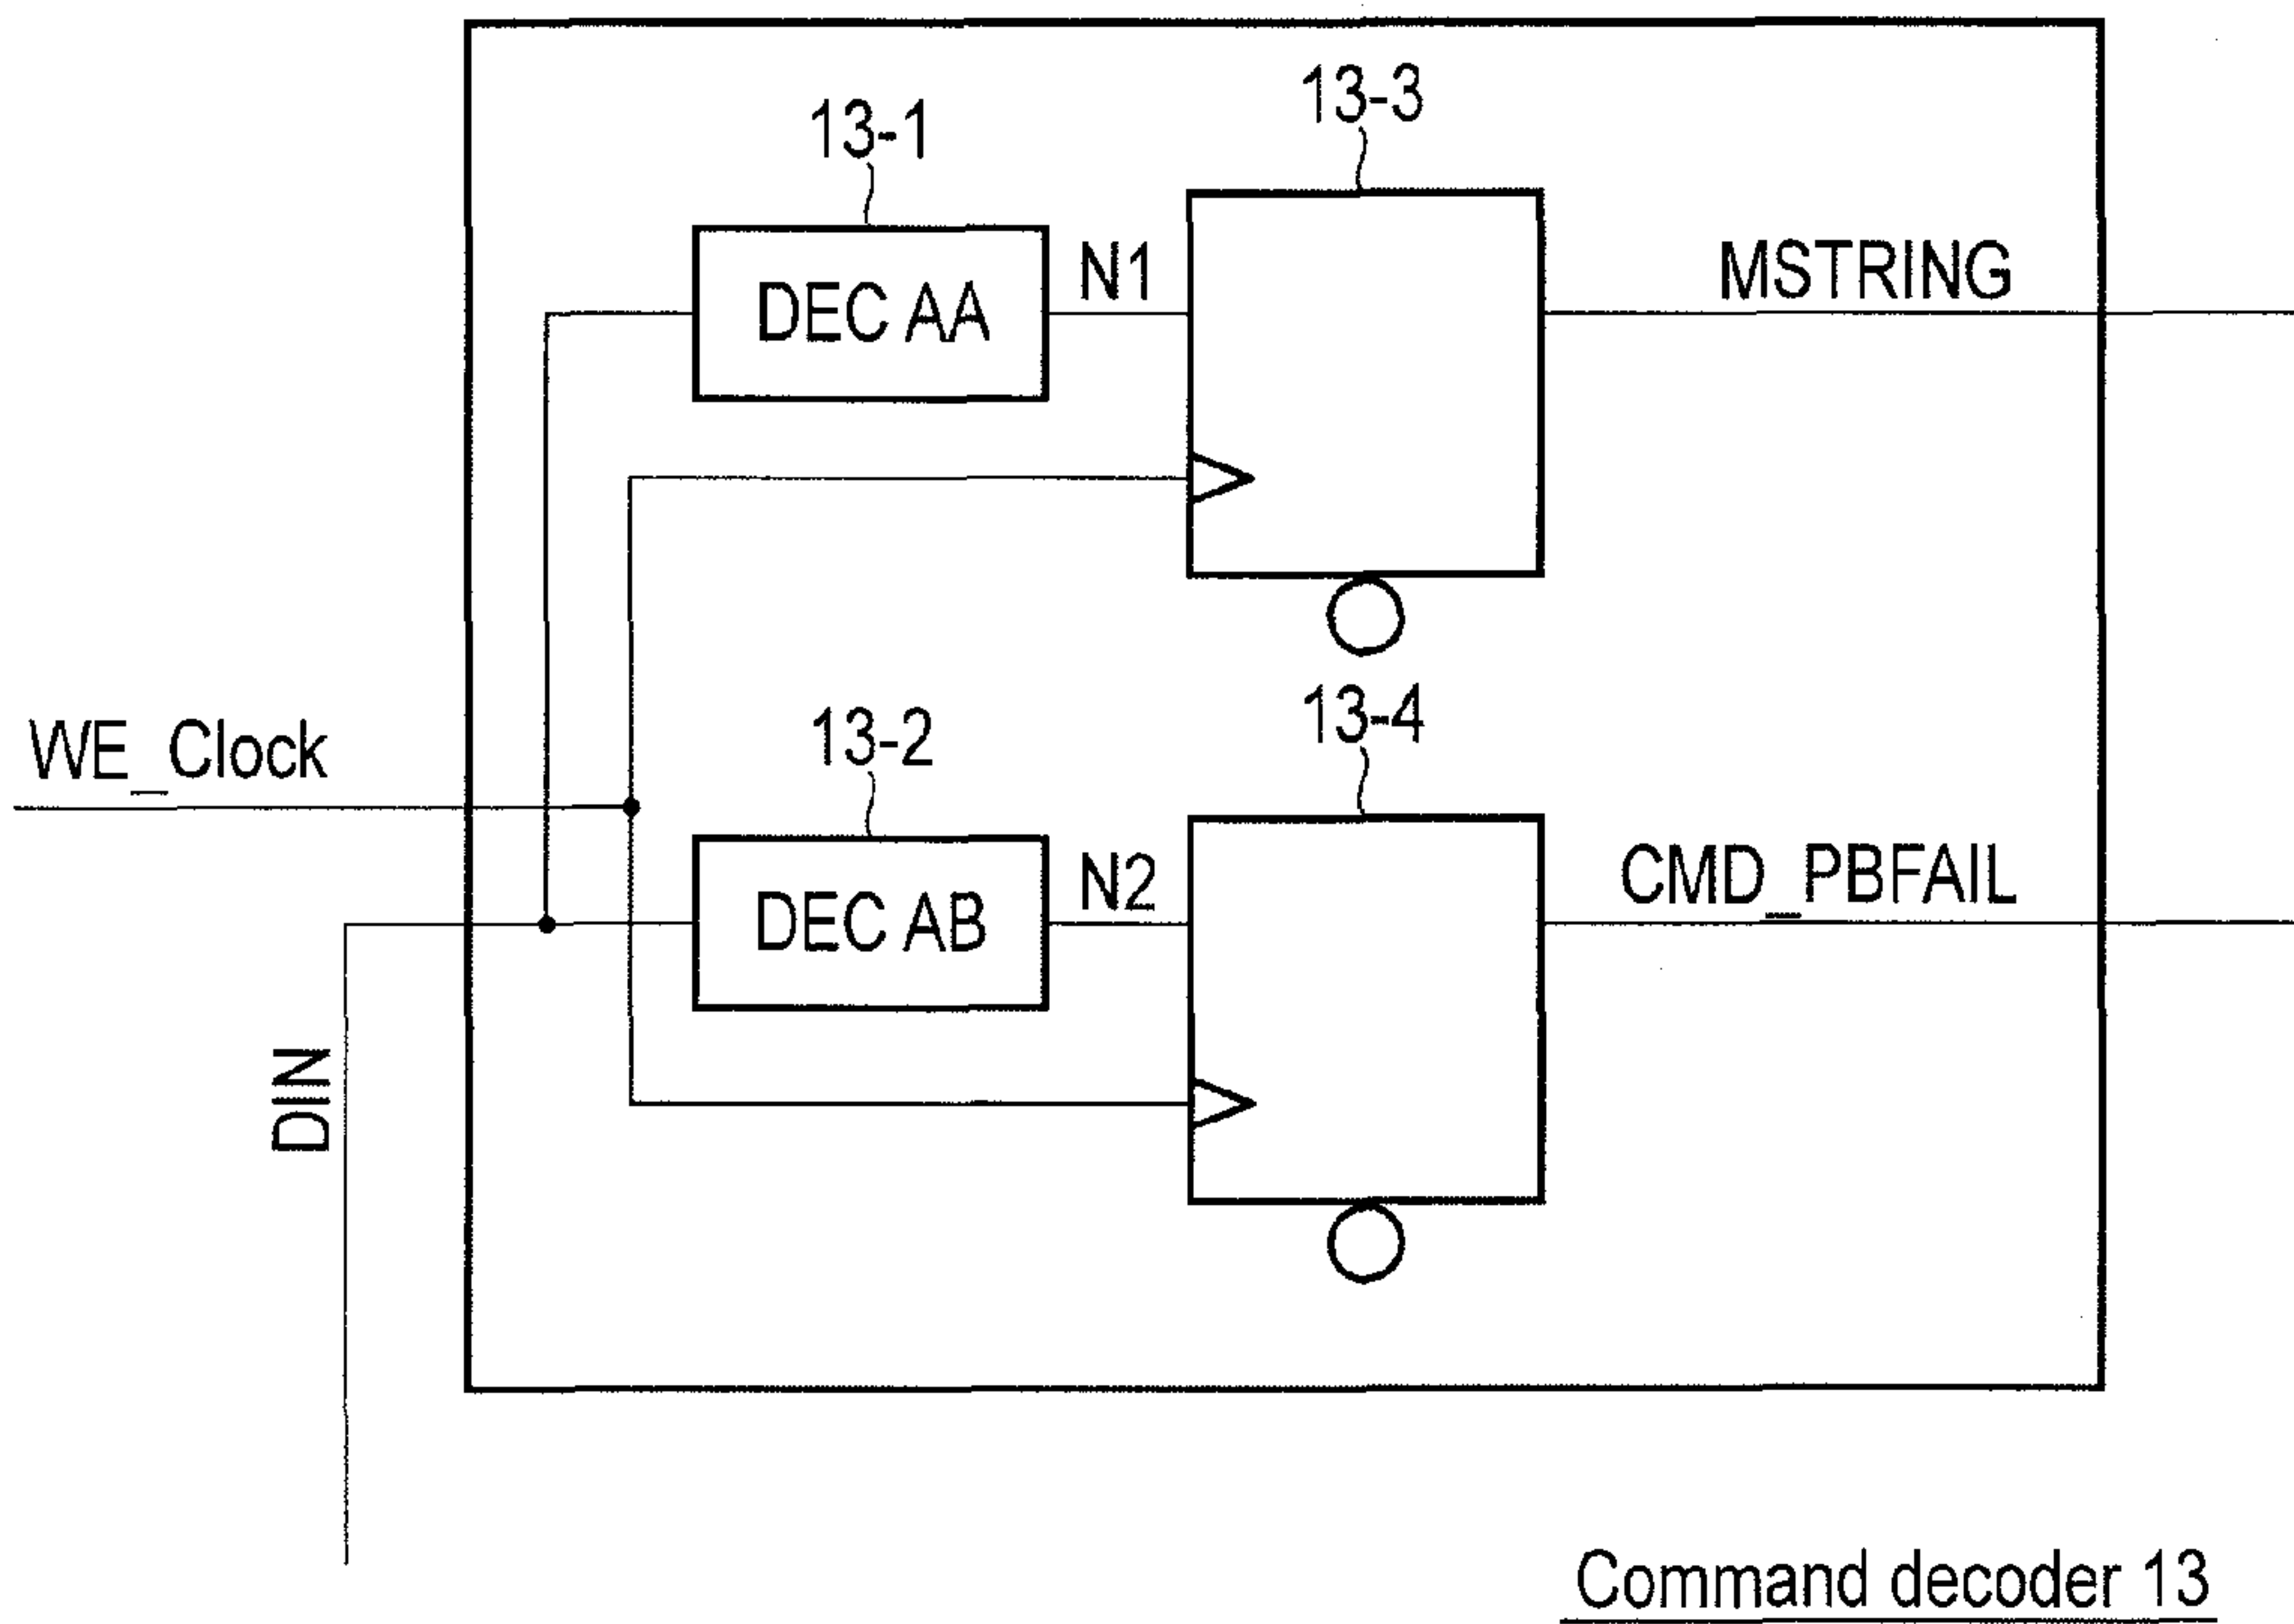 13-3
13-1
DEC AA
N1
MSTRING
WE_Clock
13-4
13-2
DEC AB
N2
CMD_PBFAIL
DIN
Command decoder 13